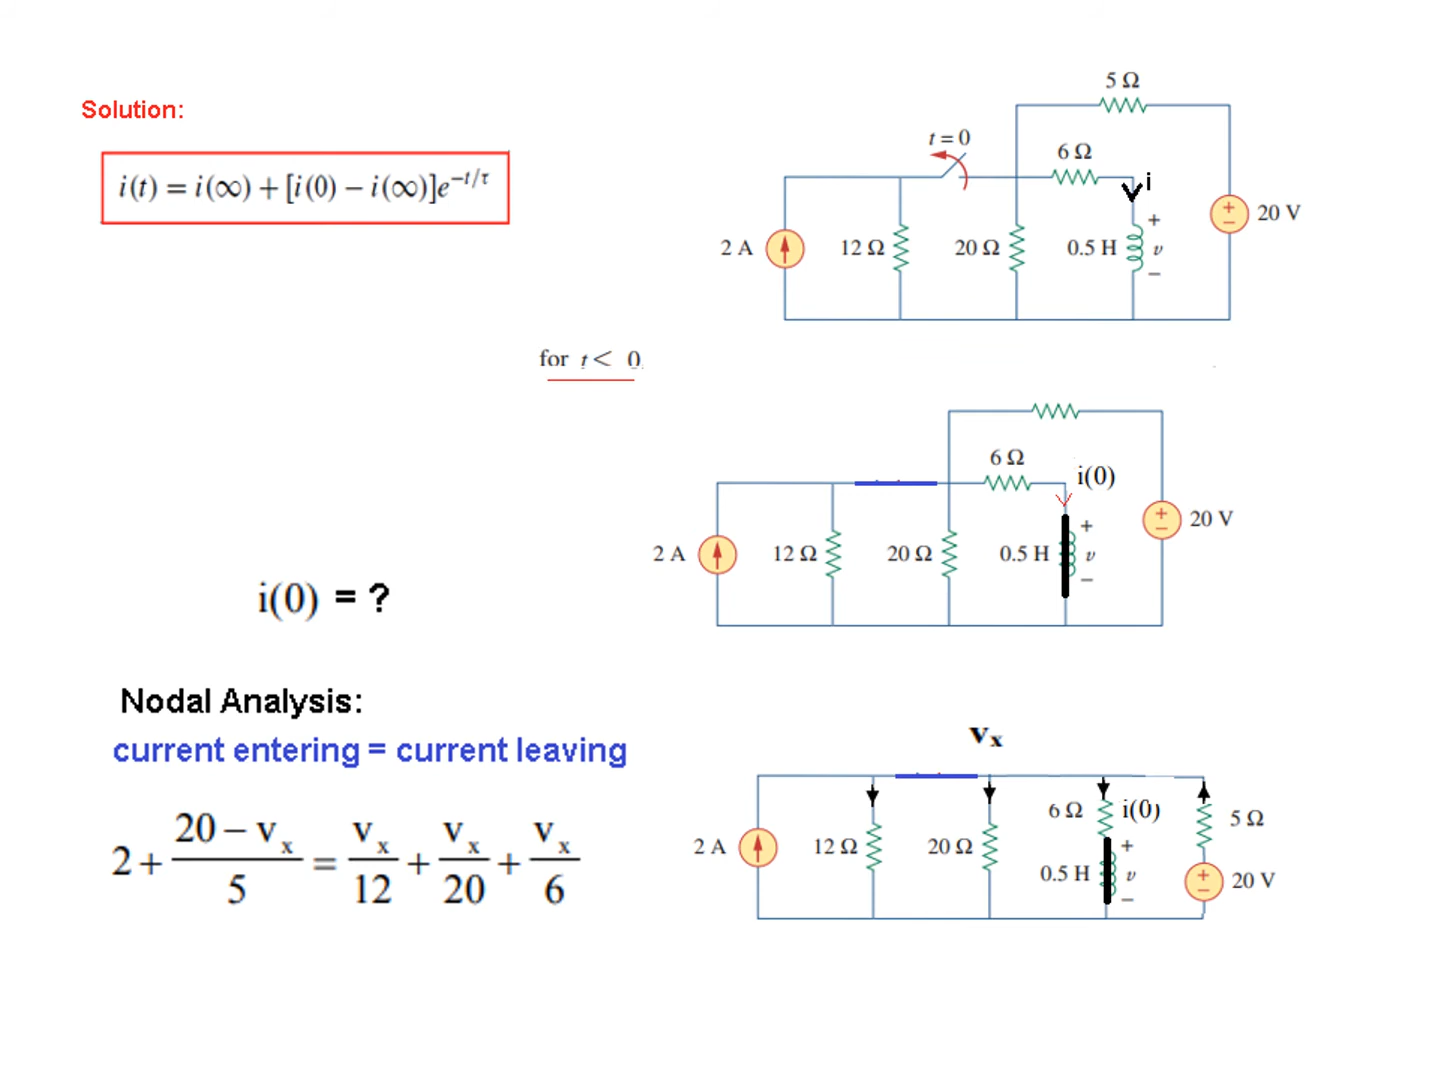 Solution:
i(t) = i(∞) + [i(0) − i(∞)]e^{−t/τ}
5 Ω
t = 0
6 Ω
i
+
2 A
12 Ω
20 Ω
0.5 H
v
−
+
−
20 V
for t < 0
6 Ω
i(0)
2 A
12 Ω
20 Ω
0.5 H
+
v
−
+
−
20 V
i(0) = ?
Nodal Analysis:
current entering = current leaving
2 + (20 − v_x)/5 = v_x/12 + v_x/20 + v_x/6
v_x
2 A
12 Ω
20 Ω
6 Ω
i(0)
0.5 H
+
v
−
5 Ω
+
−
20 V